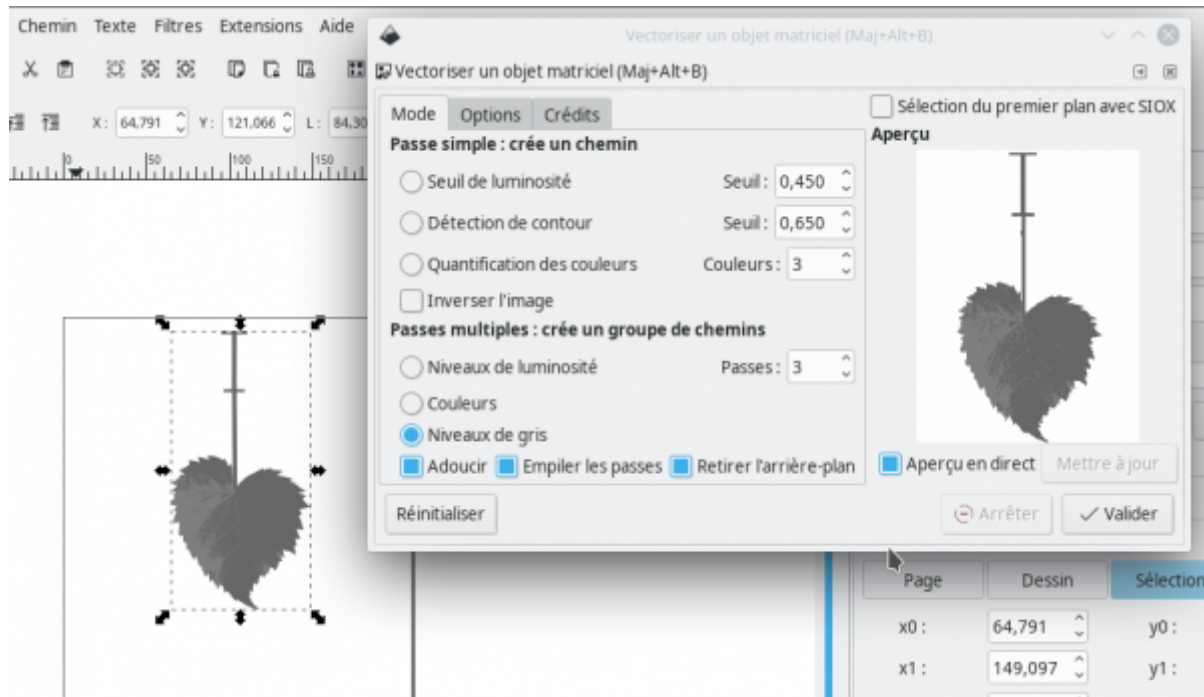 Chemin Texte Filtres Extensions Aide
Vectoriser un objet matriciel (Maj+Alt+B)
Vectoriser un objet matriciel (Maj+Alt+B)
X: 64,791 Y: 121,066 L: 84,30
0 50 100 150
Mode Options Crédits
Sélection du premier plan avec SIOX
Passe simple : crée un chemin
Aperçu
Seuil de luminosité Seuil : 0,450
Détection de contour Seuil : 0,650
Quantification des couleurs Couleurs : 3
Inverser l'image
Passes multiples : crée un groupe de chemins
Niveaux de luminosité Passes : 3
Couleurs
Niveaux de gris
Adoucir Empiler les passes Retirer l'arrière-plan
Aperçu en direct Mettre à jour
Réinitialiser Arrêter Valider
Page Dessin Sélection
x0 : 64,791 y0 :
x1 : 149,097 y1 :